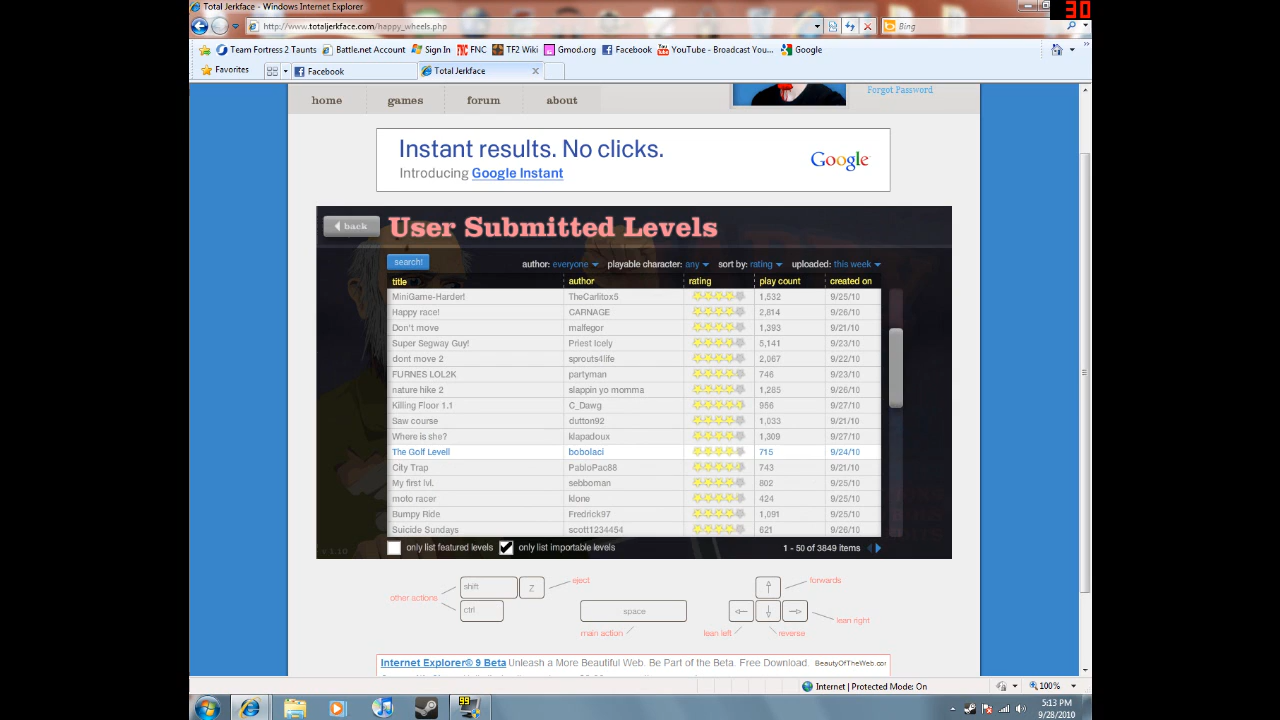 Total Jerkface - Windows Internet Explorer
30
http://www.totaljerkface.com/happy_wheels.php
Bing
Team Fortress 2 Taunts Battle.net Account Sign In FNC TF2 Wiki Gmod.org Facebook YouTube - Broadcast You... Google
Favorites Facebook Total Jerkface
Forgot Password
home games forum about
Instant results. No clicks.
Introducing Google Instant
Google
back User Submitted Levels
search! author: everyone playable character: any sort by: rating uploaded: this week
title author rating play count created on
MiniGame-Harder! TheCarlitox5 1,532 9/25/10
Happy race! CARNAGE 2,814 9/26/10
Don't move malfegor 1,393 9/21/10
Super Segway Guy! Priest Icely 5,141 9/23/10
dont move 2 sprouts4life 2,067 9/22/10
FURNES LOL2K partyman 746 9/23/10
nature hike 2 slappin yo momma 1,285 9/26/10
Killing Floor 1.1 C_Dawg 956 9/27/10
Saw course dutton92 1,033 9/21/10
Where is she? klapadoux 1,309 9/27/10
The Golf Levell bobolaci 715 9/24/10
City Trap PabloPac88 743 9/21/10
My first lvl. sebboman 802 9/25/10
moto racer klone 424 9/25/10
Bumpy Ride Fredrick97 1,091 9/25/10
Suicide Sundays scott1234454 621 9/26/10
v 1.10 only list featured levels only list importable levels 1 - 50 of 3849 items
shift Z eject forwards
other actions
ctrl space lean right
main action lean left reverse
Internet Explorer® 9 Beta Unleash a More Beautiful Web. Be Part of the Beta. Free Download. BeautyOfTheWeb.com
Internet | Protected Mode: On 100%
99
5:13 PM
9/28/2010